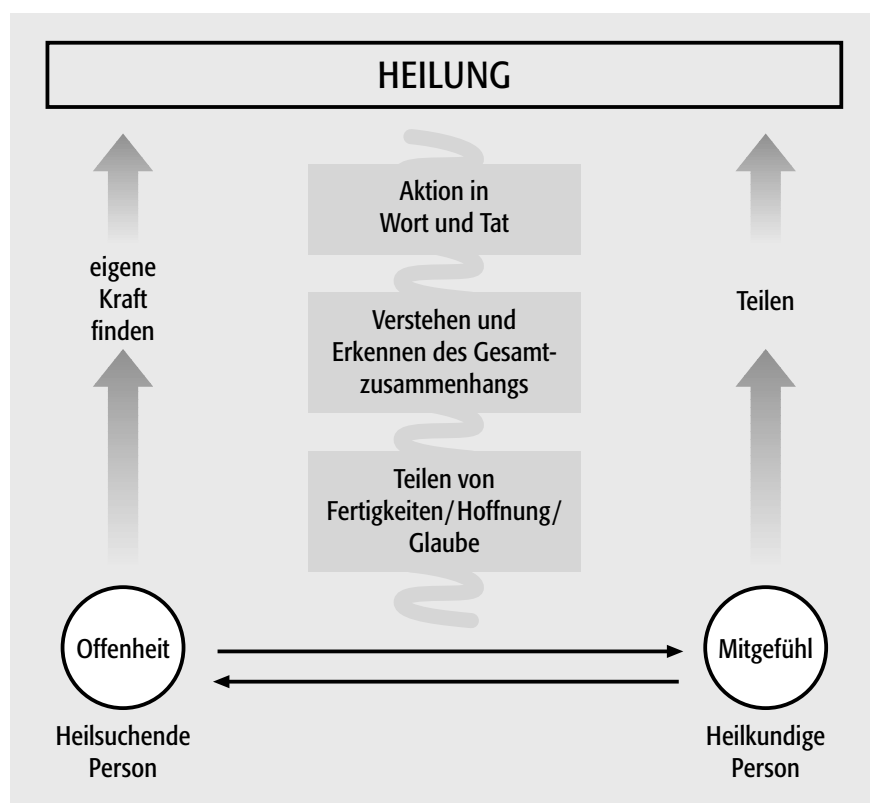 HEILUNG
Aktion in
Wort und Tat
eigene
Kraft
finden
Verstehen und
Erkennen des Gesamt-
zusammenhangs
Teilen
Teilen von
Fertigkeiten/Hoffnung/
Glaube
Offenheit
Mitgefühl
Heilsuchende
Person
Heilkundige
Person